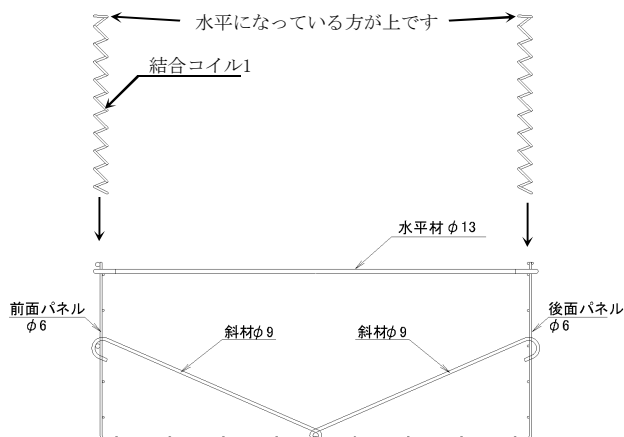 水平になっている方が上です
結合コイル1
水平材φ13
前面パネル
φ6
斜材φ9
斜材φ9
後面パネル
φ6